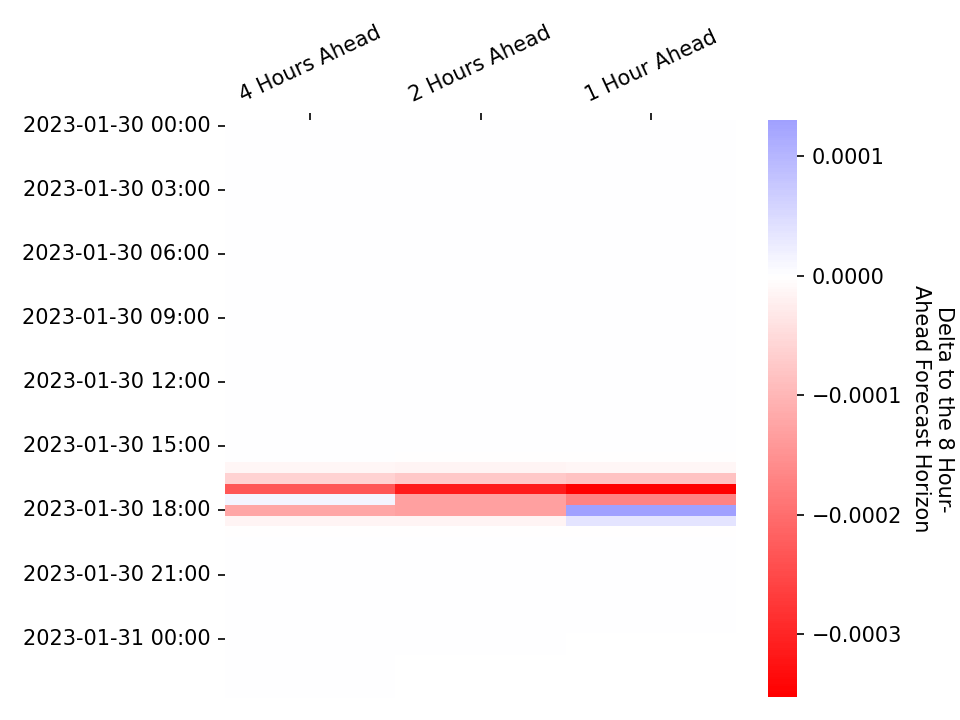 4 Hours Ahead
2 Hours Ahead
1 Hour Ahead
2023-01-30 00:00
2023-01-30 03:00
2023-01-30 06:00
2023-01-30 09:00
2023-01-30 12:00
2023-01-30 15:00
2023-01-30 18:00
2023-01-30 21:00
2023-01-31 00:00
0.0001
0.0000
−0.0001
−0.0002
−0.0003
Delta to the 8 Hour-
Ahead Forecast Horizon